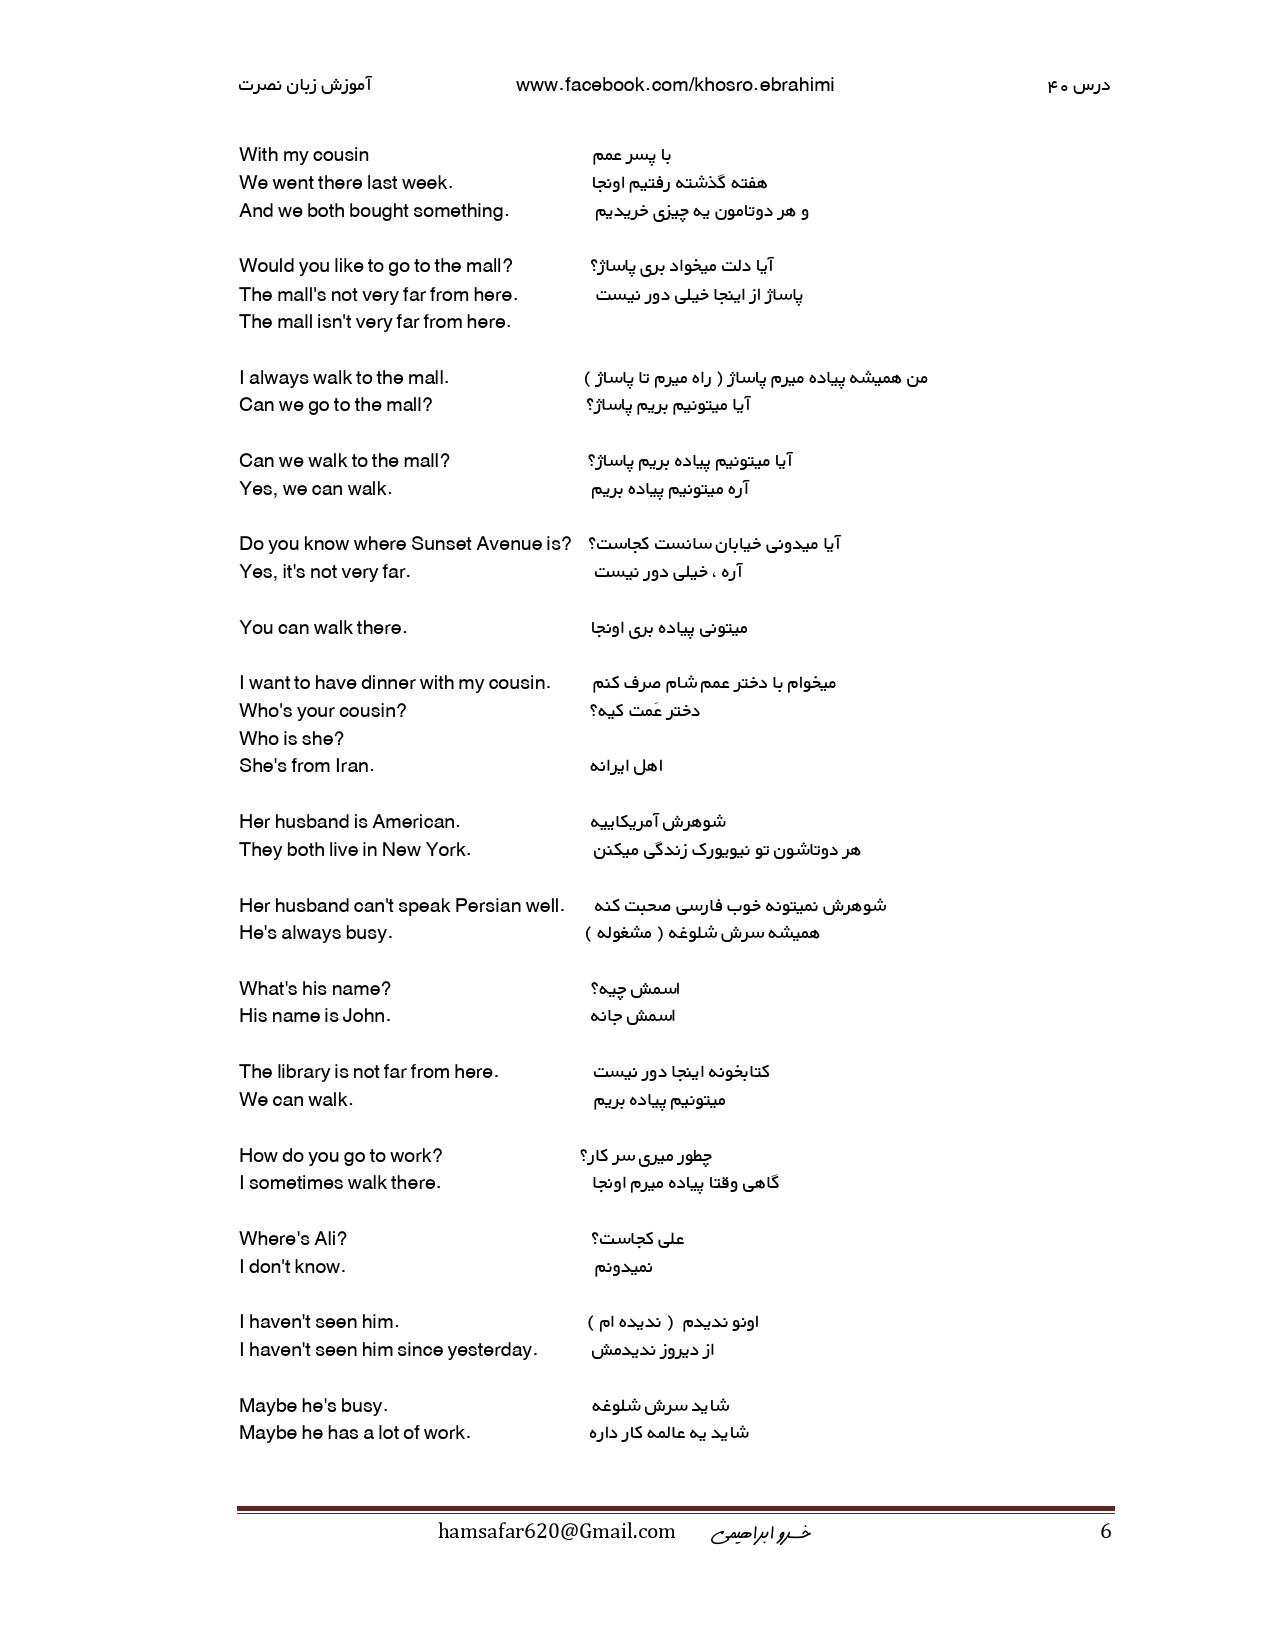 آموزش زبان نصرت www.facebook.com/khosro.ebrahimi درس ۴۰
With my cousin با پسر عمم
We went there last week. هفته گذشته رفتیم اونجا
And we both bought something. و هر دوتامون یه چیزی خریدیم
Would you like to go to the mall? آیا دلت میخواد بری پاساژ؟
The mall's not very far from here. پاساژ از اینجا خیلی دور نیست
The mall isn't very far from here.
I always walk to the mall. من همیشه پیاده میرم پاساژ ( راه میرم تا پاساژ )
Can we go to the mall? آیا میتونیم بریم پاساژ؟
Can we walk to the mall? آیا میتونیم پیاده بریم پاساژ؟
Yes, we can walk. آره میتونیم پیاده بریم
Do you know where Sunset Avenue is? آیا میدونی خیابان سانست کجاست؟
Yes, it's not very far. آره ، خیلی دور نیست
You can walk there. میتونی پیاده بری اونجا
I want to have dinner with my cousin. میخوام با دختر عمم شام صرف کنم
Who's your cousin? دختر عَمت کیه؟
Who is she?
She's from Iran. اهل ایرانه
Her husband is American. شوهرش آمریکاییه
They both live in New York. هر دوتاشون تو نیویورک زندگی میکنن
Her husband can't speak Persian well. شوهرش نمیتونه خوب فارسی صحبت کنه
He's always busy. همیشه سرش شلوغه ( مشغوله )
What's his name? اسمش چیه؟
His name is John. اسمش جانه
The library is not far from here. کتابخونه اینجا دور نیست
We can walk. میتونیم پیاده بریم
How do you go to work? چطور میری سر کار؟
I sometimes walk there. گاهی وقتا پیاده میرم اونجا
Where's Ali? علی کجاست؟
I don't know. نمیدونم
I haven't seen him. اونو ندیدم ( ندیده ام )
I haven't seen him since yesterday. از دیروز ندیدمش
Maybe he's busy. شاید سرش شلوغه
Maybe he has a lot of work. شاید یه عالمه کار داره
hamsafar620@Gmail.com خسرو ابراهیمی 6